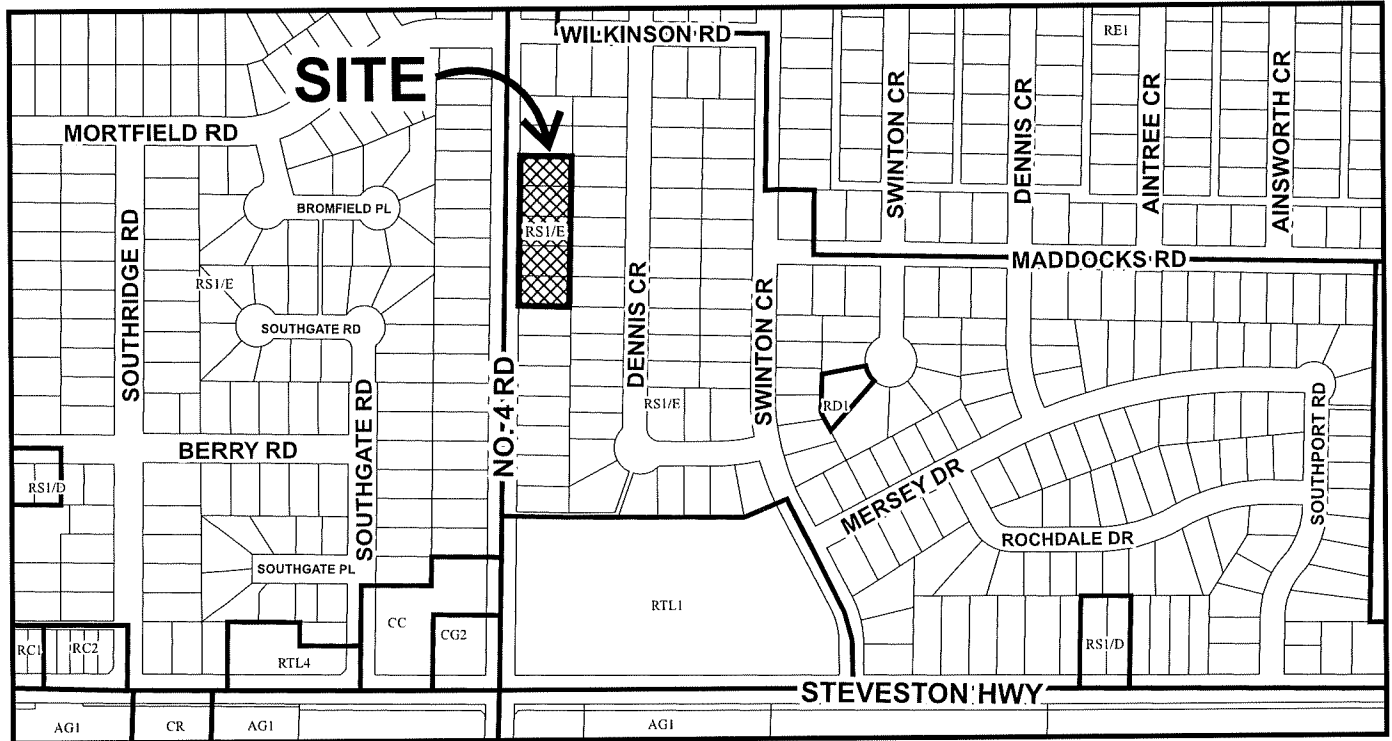 WILKINSON RD
RE1
SITE
SWINTON CR
DENNIS CR
AINTREE CR
AINSWORTH CR
MORTFIELD RD
BROMFIELD PL
RS1/E
SOUTHRIDGE RD
RS1/E
MADDOCKS RD
SOUTHGATE RD
DENNIS CR
SWINTON CR
NO. 4 RD
RS1/E
RD1
SOUTHGATE RD
BERRY RD
SOUTHPORT RD
MERSEY DR
RS1/D
ROCHDALE DR
SOUTHGATE PL
RTL1
CC
CG2
RC1
RC2
RTL4
RS1/D
STEVESTON HWY
AG1
CR
AG1
AG1